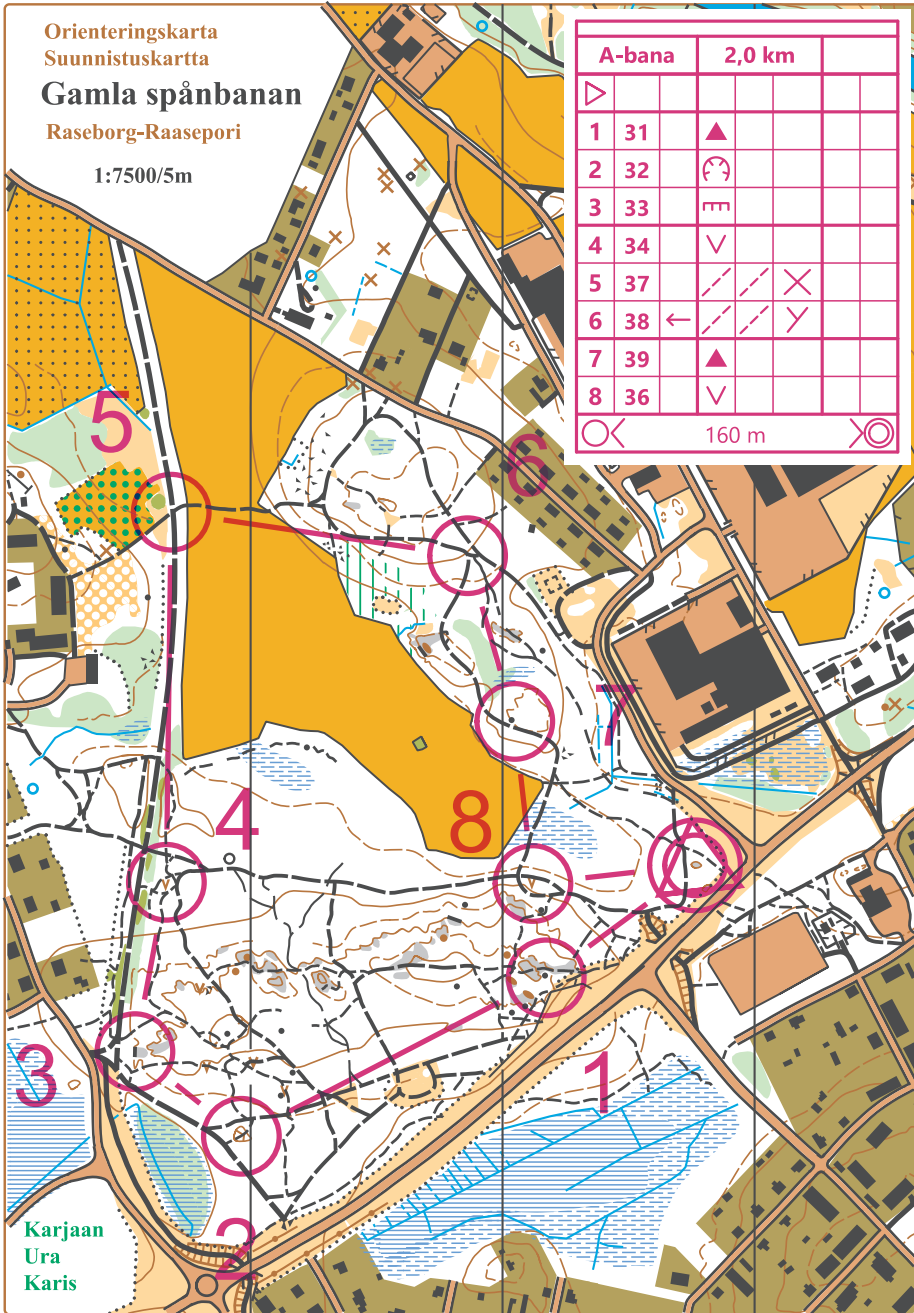 Orienteringskarta
Suunnistuskartta
Gamla spånbanan
Raseborg-Raasepori
1:7500/5m
A-bana 2,0 km
1 31
2 32
3 33
4 34
5 37
6 38
7 39
8 36
160 m
5
6
7
4
8
3
1
2
Karjaan
Ura
Karis